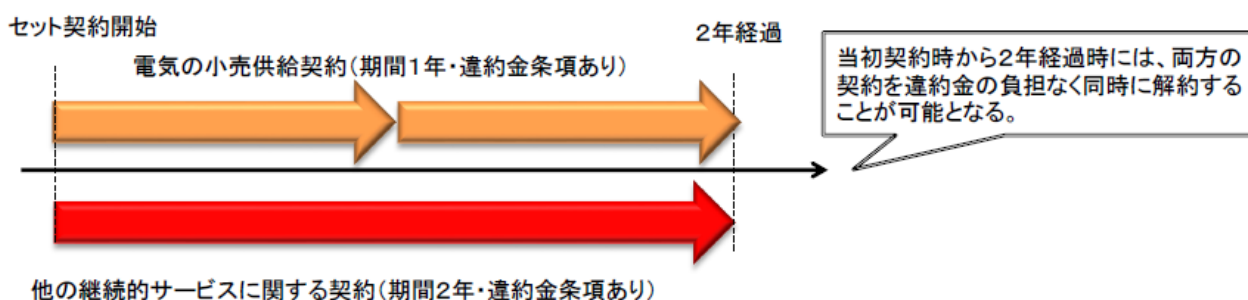 セット契約開始
2年経過
電気の小売供給契約(期間1年・違約金条項あり)
当初契約時から2年経過時には、両方の
契約を違約金の負担なく同時に解約する
ことが可能となる。
他の継続的サービスに関する契約(期間2年・違約金条項あり)